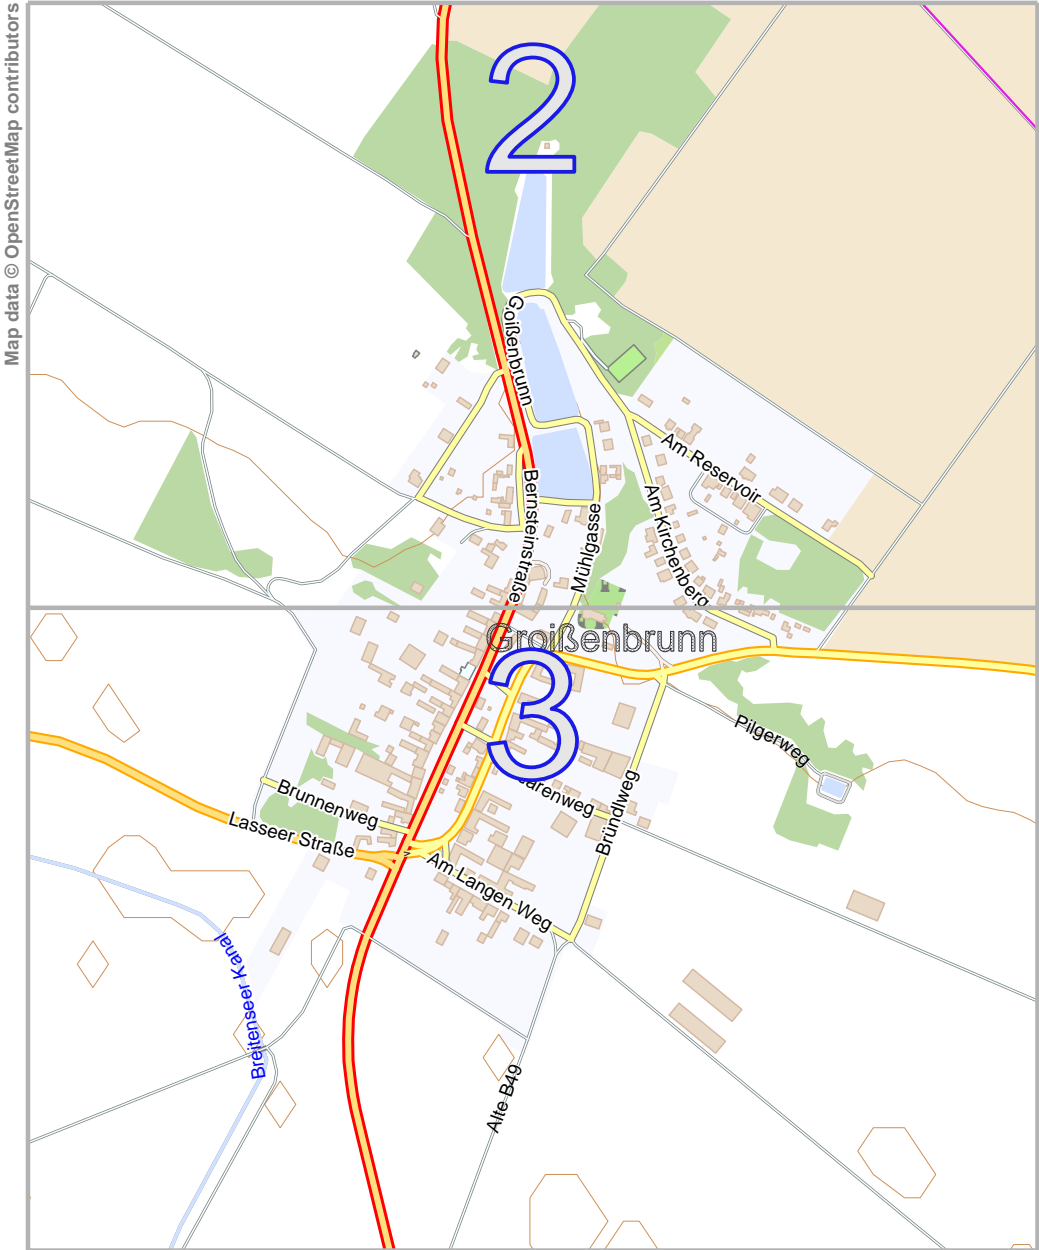 Map data © OpenStreetMap contributors
2
Bernsteinstraße
Am Reservoir
Am Kirchenberg
Mühlgasse
Groißenbrunn
3
Pilgerweg
Brunnenweg
Lasseer Straße
Bründlweg
Am Langen Weg
Breitenseer Kanal
Alte B49